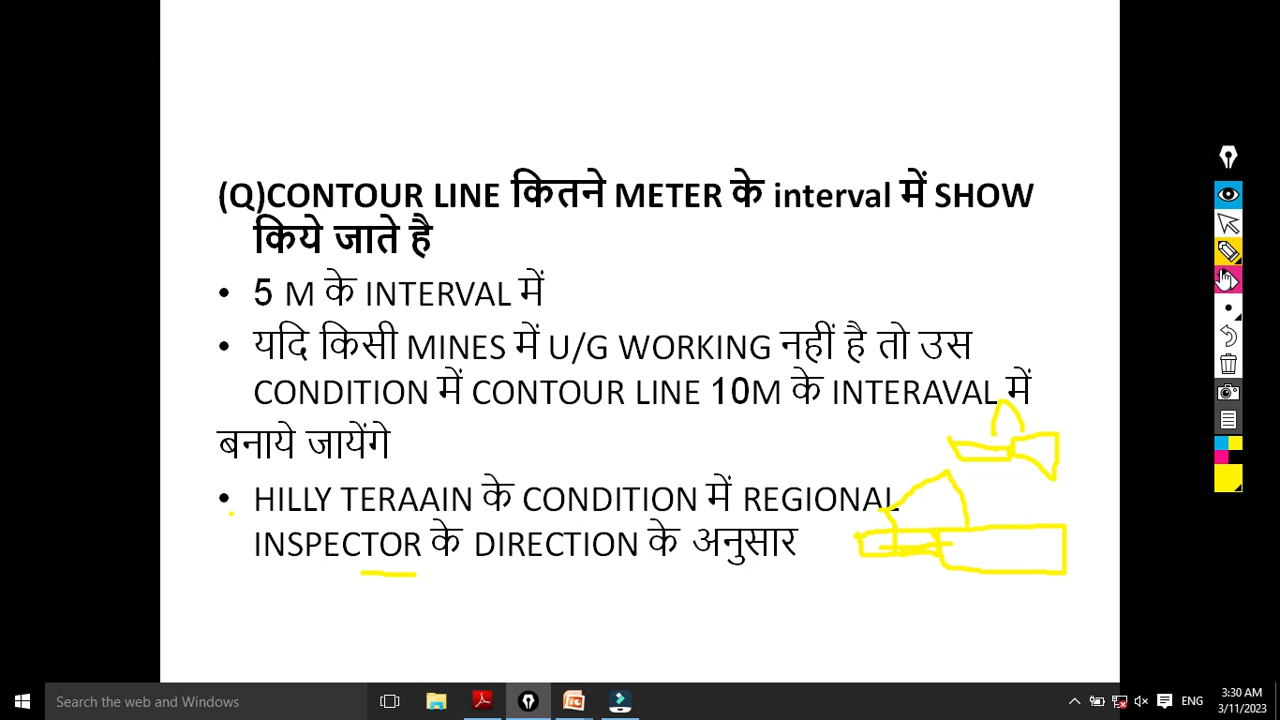 (Q)CONTOUR LINE कितने METER के interval में SHOW
किये जाते है
• 5 M के INTERVAL में
• यदि किसी MINES में U/G WORKING नहीं है तो उस
CONDITION में CONTOUR LINE 10M के INTERAVAL में
बनाये जायेंगे
• HILLY TERAAIN के CONDITION में REGIONAL
INSPECTOR के DIRECTION के अनुसार
Search the web and Windows
ENG
3:30 AM
3/11/2023